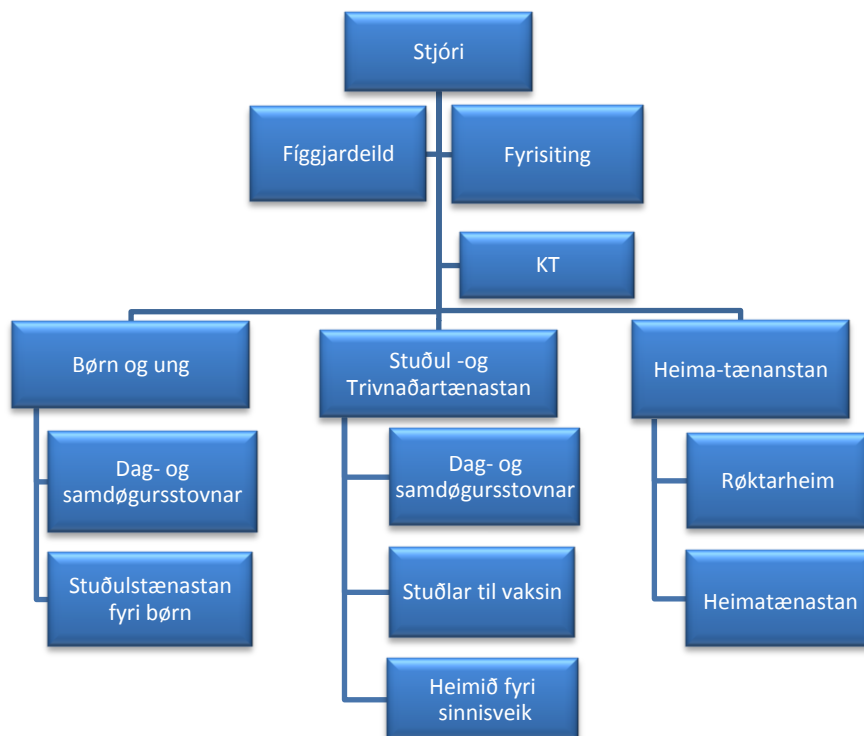 Stjóri
Fíggjardeild
Fyrisiting
KT
Børn og ung
Stuðul -og
Trivnaðartænastan
Heima-tænanstan
Dag- og
samdøgursstovnar
Dag- og
samdøgursstovnar
Røktarheim
Stuðulstænastan
fyri børn
Stuðlar til vaksin
Heimatænastan
Heimið fyri
sinnisveik